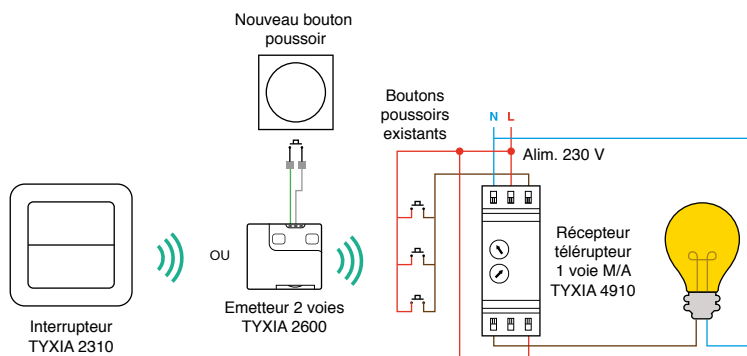 Nouveau bouton
poussoir
Boutons
poussoirs
existants
N L
Alim. 230 V
OU
Récepteur
télérupteur
1 voie M/A
TYXIA 4910
Emetteur 2 voies
TYXIA 2600
Interrupteur
TYXIA 2310